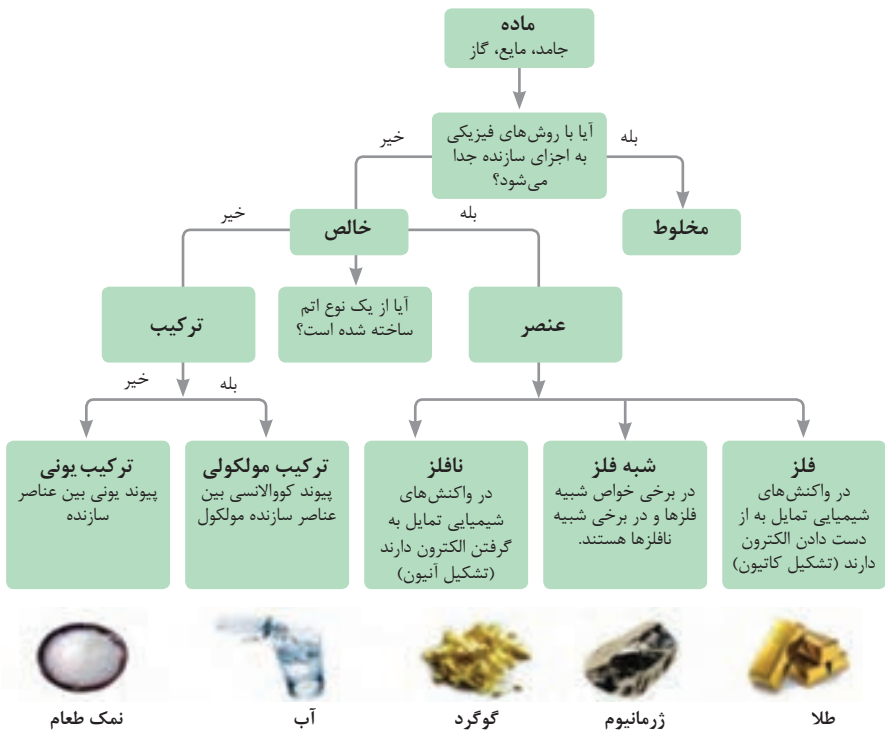 ماده
جامد، مایع، گاز
آیا با روش‌های فیزیکی
به اجزای سازنده جدا
می‌شود؟
بله
خیر
مخلوط
خالص
بله
خیر
آیا از یک نوع اتم
ساخته شده است؟
عنصر
ترکیب
بله
خیر
فلز
در واکنش‌های
شیمیایی تمایل به از
دست دادن الکترون
دارند (تشکیل کاتیون)
شبه فلز
در برخی خواص شبیه
فلزها و در برخی شبیه
نافلزها هستند.
نافلز
در واکنش‌های
شیمیایی تمایل به
گرفتن الکترون دارند
(تشکیل آنیون)
ترکیب مولکولی
پیوند کووالانسی بین
عناصر سازنده مولکول
ترکیب یونی
پیوند یونی بین عناصر
سازنده
طلا
ژرمانیوم
گوگرد
آب
نمک طعام